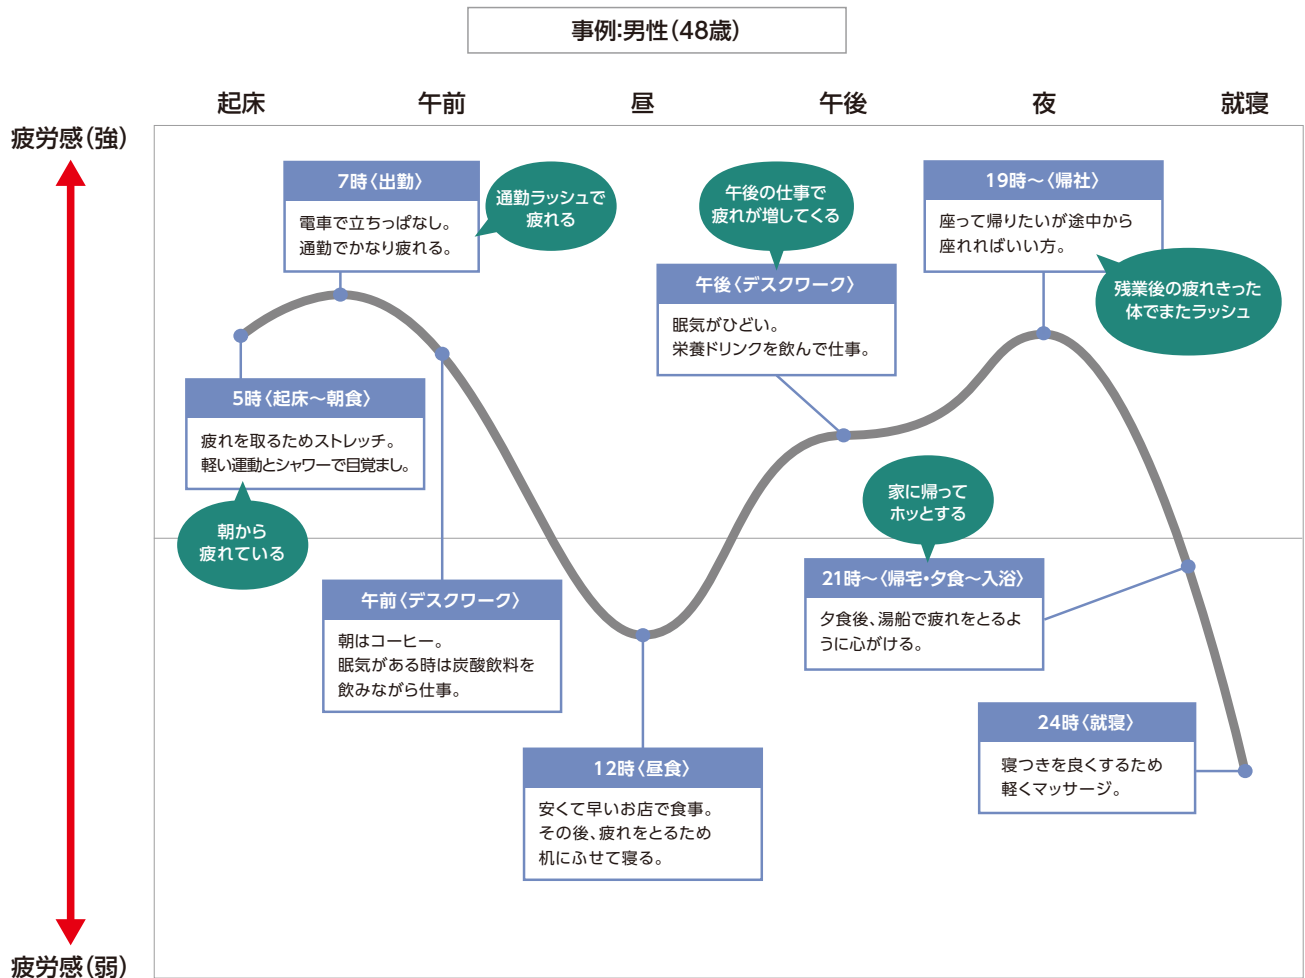 事例:男性(48歳)
起床
午前
昼
午後
夜
就寝
疲労感(強)
疲労感(弱)
7時〈出勤〉
電車で立ちっぱなし。
通勤でかなり疲れる。
通勤ラッシュで
疲れる
5時〈起床〜朝食〉
疲れを取るためストレッチ。
軽い運動とシャワーで目覚まし。
朝から
疲れている
午前〈デスクワーク〉
朝はコーヒー。
眠気がある時は炭酸飲料を
飲みながら仕事。
12時〈昼食〉
安くて早いお店で食事。
その後、疲れをとるため
机にふせて寝る。
午後の仕事で
疲れが増してくる
午後〈デスクワーク〉
眠気がひどい。
栄養ドリンクを飲んで仕事。
19時〜〈帰社〉
座って帰りたいが途中から
座れればいい方。
残業後の疲れきった
体でまたラッシュ
家に帰って
ホッとする
21時〜〈帰宅・夕食〜入浴〉
夕食後、湯船で疲れをとるよ
うに心がける。
24時〈就寝〉
寝つきを良くするため
軽くマッサージ。